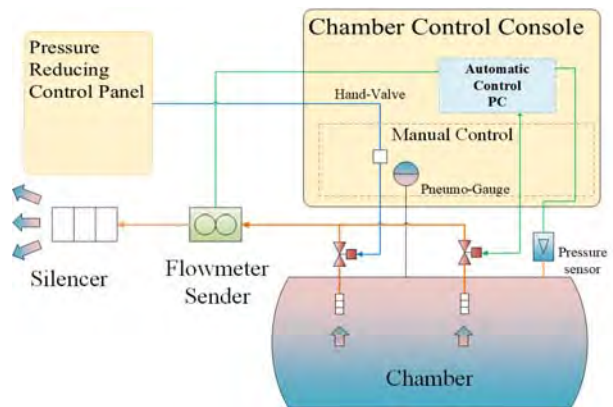 Pressure
Reducing
Control Panel
Chamber Control Console
Automatic
Control
PC
Hand-Valve
Manual Control
Pneumo-Gauge
Silencer
Flowmeter
Sender
Pressure
sensor
Chamber